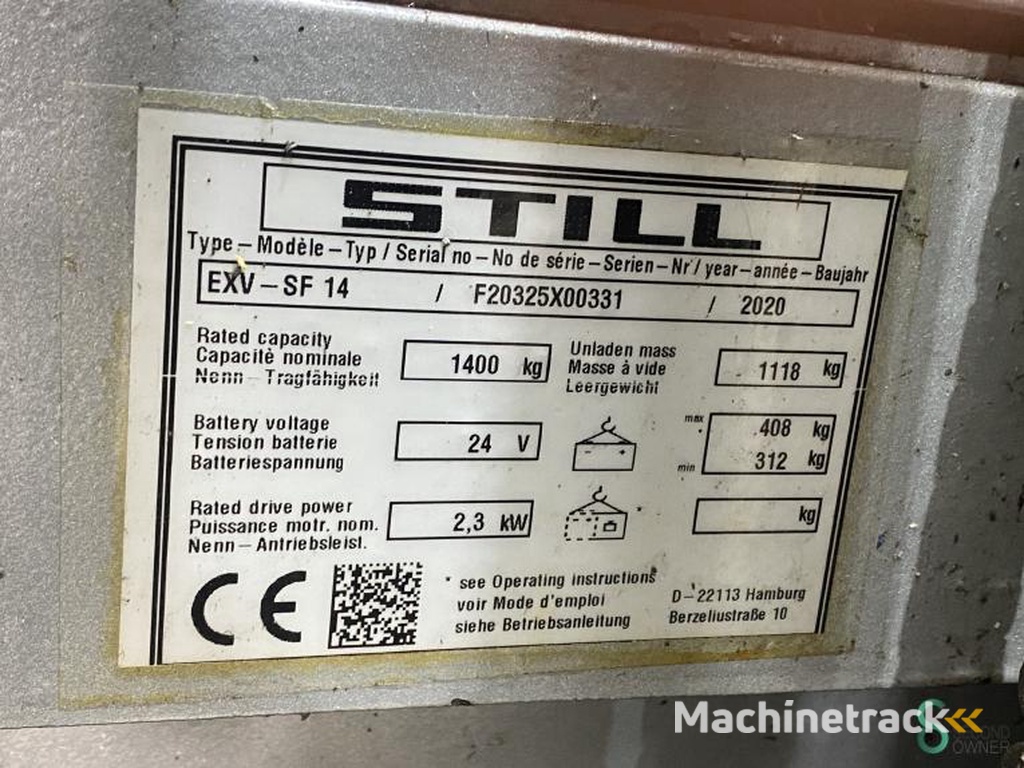 STILL
Type – Modèle – Typ / Serial no – No de série – Serien – Nr / year – année – Baujahr
EXV – SF 14 / F20325X00331 / 2020
Rated capacity
Capacitè nominale
Nenn – Tragfähigkeit
1400 kg
Unladen mass
Masse à vide
Leergewicht
1118 kg
Battery voltage
Tension batterie
Batteriespannung
24 V
max 408 kg
min 312 kg
Rated drive power
Puissance motr. nom.
Nenn – Antriebsleist.
2,3 kW
*
kg
CE
* see Operating instructions
voir Mode d'emploi
siehe Betriebsanleitung
D – 22113 Hamburg
Berzeliustraße 10
Machinetrack
SECOND
OWNER